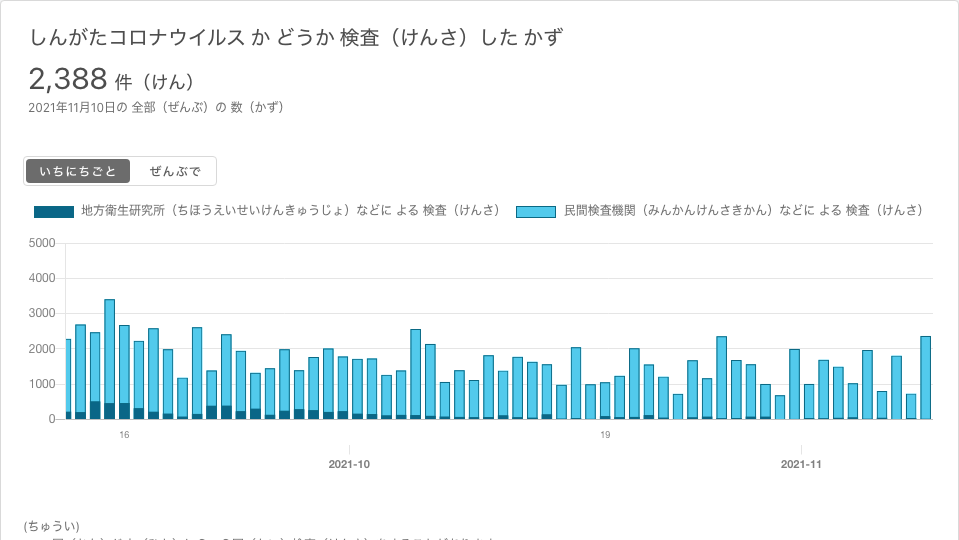 しんがたコロナウイルス か どうか 検査（けんさ）した かず
2,388 件（けん）
2021年11月10日の 全部（ぜんぶ）の 数（かず）
いちにちごと ぜんぶで
地方衛生研究所（ちほうえいせいけんきゅうじょ）などに よる 検査（けんさ） 民間検査機関（みんかんけんさきかん）などに よる 検査（けんさ）
5000
4000
3000
2000
1000
0
16 19
2021-10 2021-11
(ちゅうい)